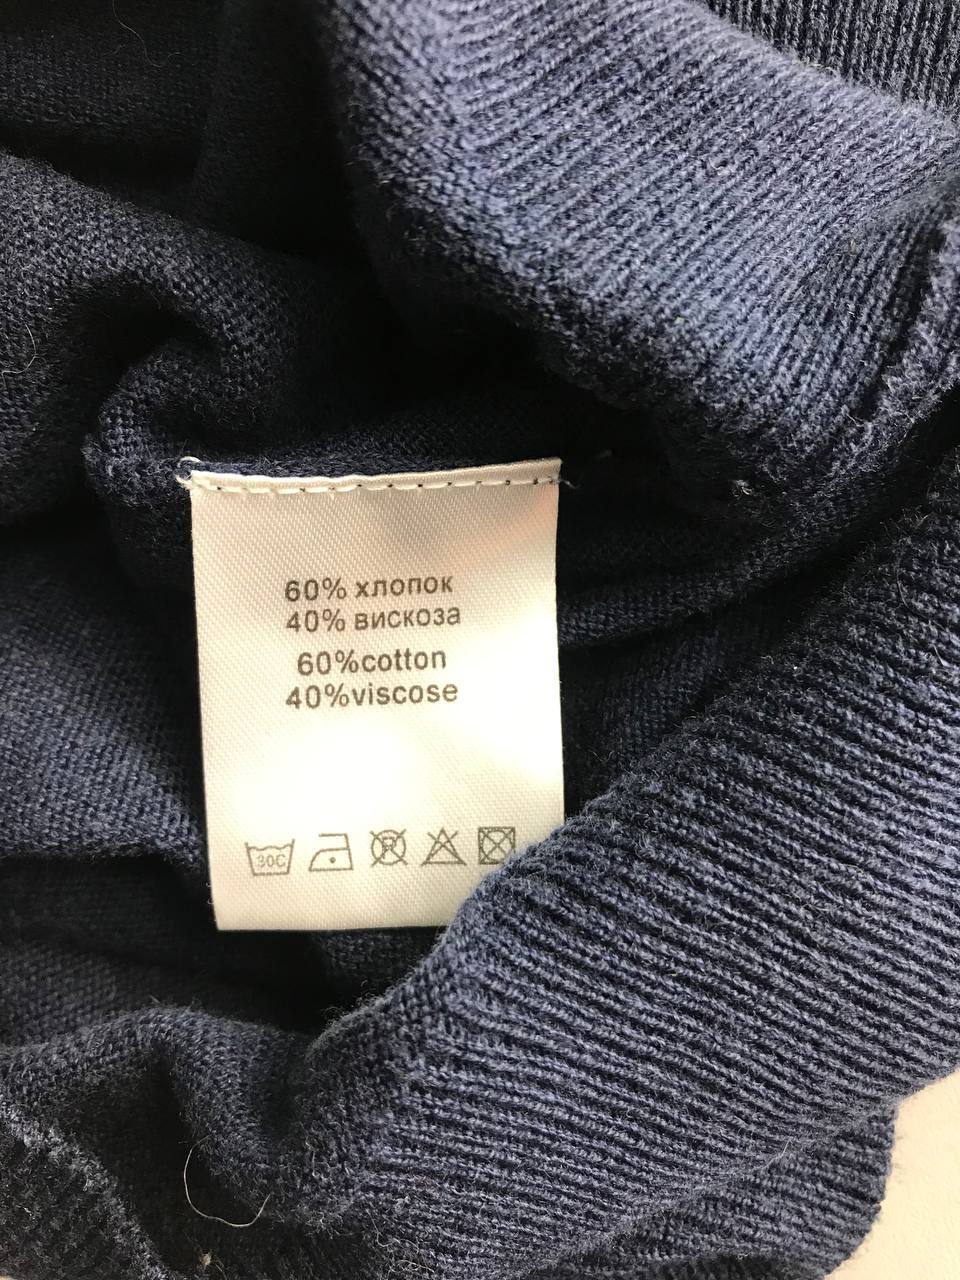 60% хлопок
40% вискоза
60%cotton
40%viscose
30C